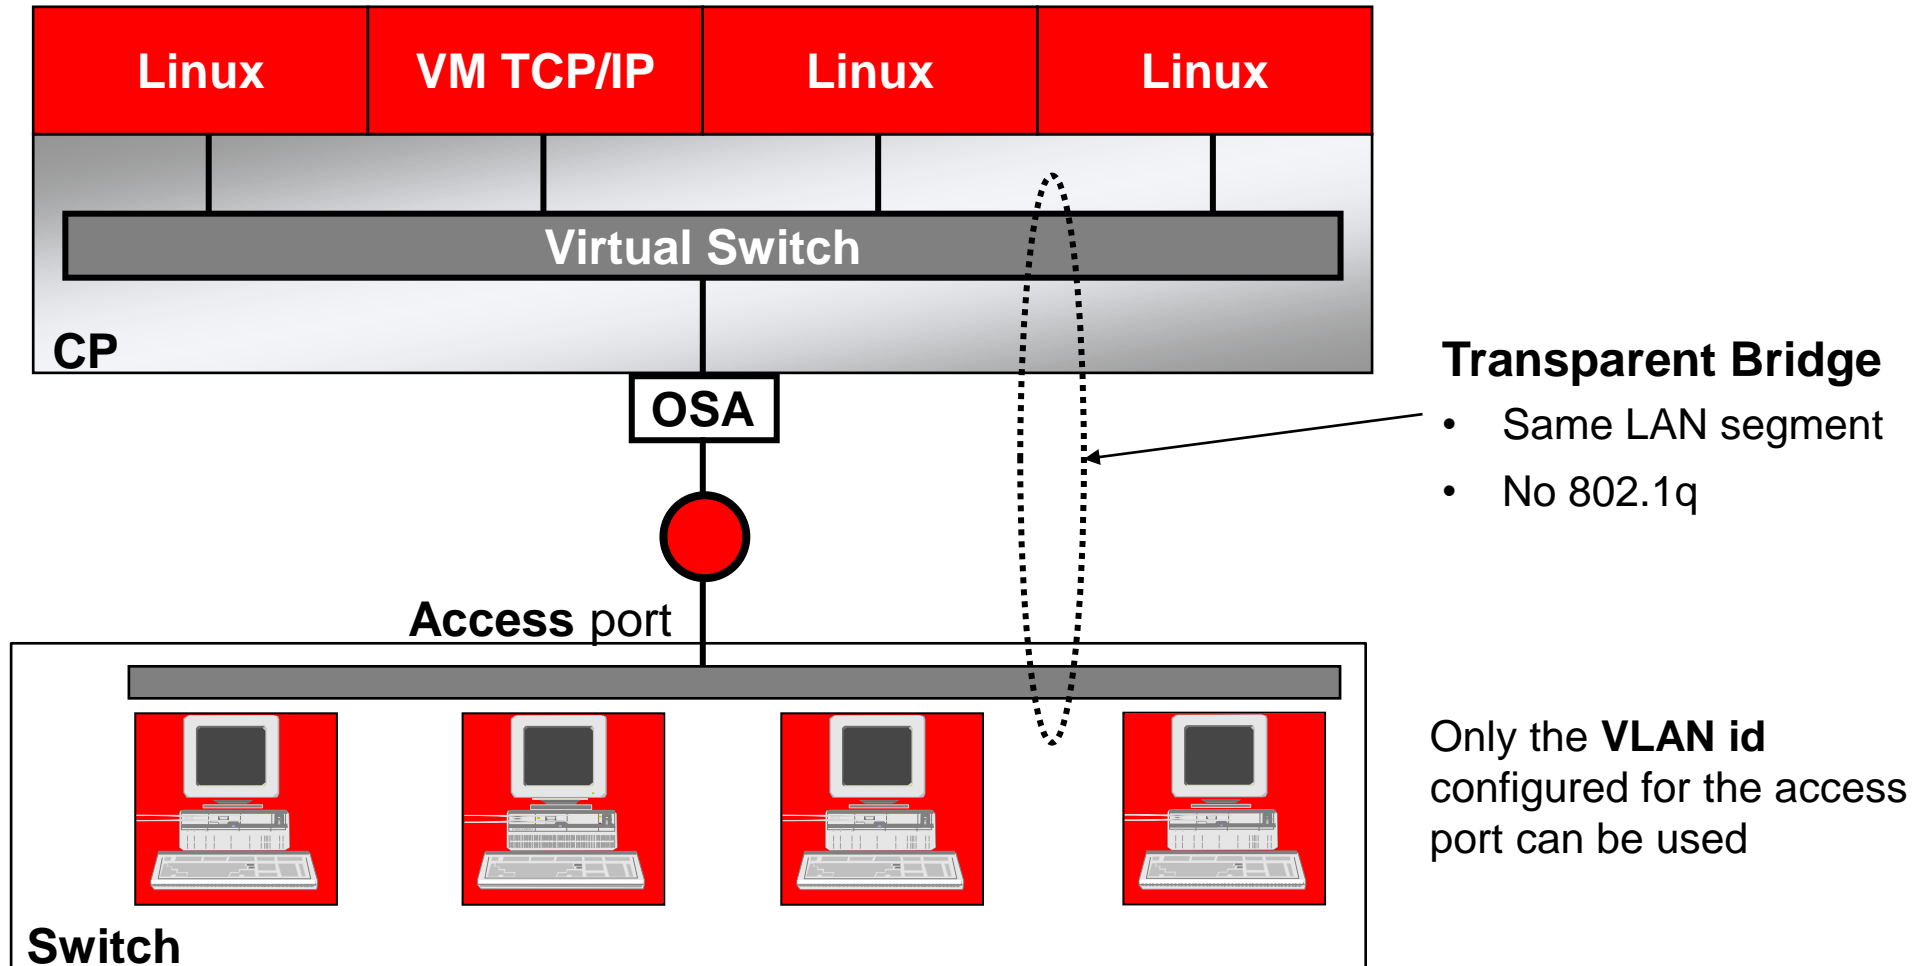 Linux
VM TCP/IP
Linux
Linux
Virtual Switch
CP
OSA
Transparent Bridge
• Same LAN segment
• No 802.1q
Access port
Only the VLAN id
configured for the access
port can be used
Switch